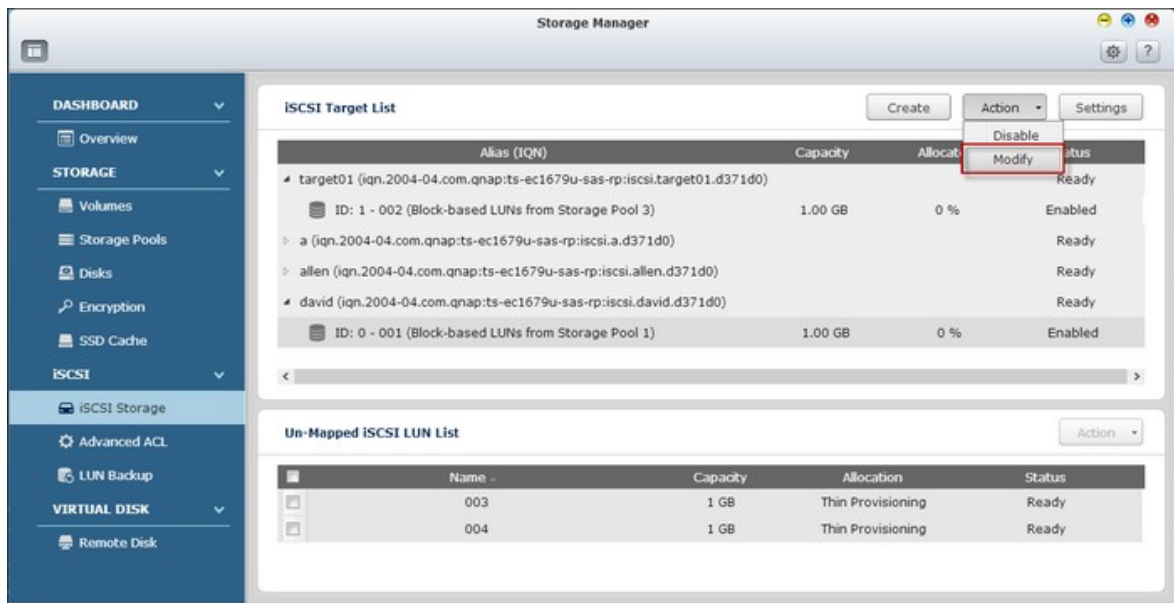 Storage Manager
?
DASHBOARD
Overview
STORAGE
Volumes
Storage Pools
Disks
Encryption
SSD Cache
iSCSI
iSCSI Storage
Advanced ACL
LUN Backup
VIRTUAL DISK
Remote Disk
iSCSI Target List Create Action Settings
Disable
Modify
Alias (IQN) Capacity Allocat atus
target01 (iqn.2004-04.com.qnap:ts-ec1679u-sas-rp:iscsi.target01.d371d0) Ready
ID: 1 - 002 (Block-based LUNs from Storage Pool 3) 1.00 GB 0 % Enabled
a (iqn.2004-04.com.qnap:ts-ec1679u-sas-rp:iscsi.a.d371d0) Ready
allen (iqn.2004-04.com.qnap:ts-ec1679u-sas-rp:iscsi.allen.d371d0) Ready
david (iqn.2004-04.com.qnap:ts-ec1679u-sas-rp:iscsi.david.d371d0) Ready
ID: 0 - 001 (Block-based LUNs from Storage Pool 1) 1.00 GB 0 % Enabled
Un-Mapped iSCSI LUN List Action
Name Capacity Allocation Status
003 1 GB Thin Provisioning Ready
004 1 GB Thin Provisioning Ready